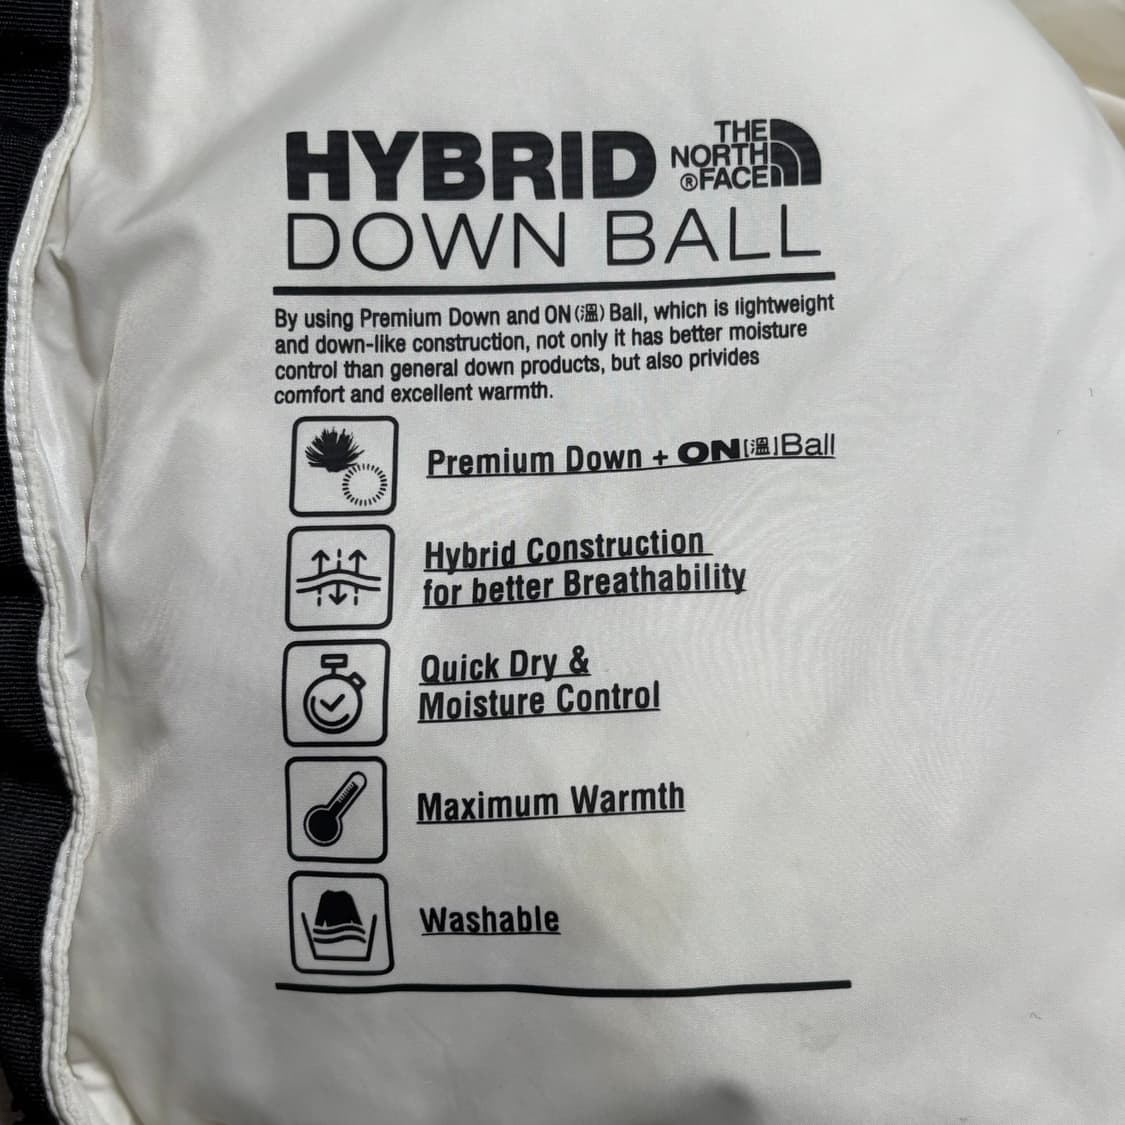 HYBRID
THE
NORTH
®FACE
DOWN BALL
By using Premium Down and ON(溫) Ball, which is lightweight
and down-like construction, not only it has better moisture
control than general down products, but also privides
comfort and excellent warmth.
Premium Down + ON[溫]Ball
Hybrid Construction
for better Breathability
Quick Dry &
Moisture Control
Maximum Warmth
Washable